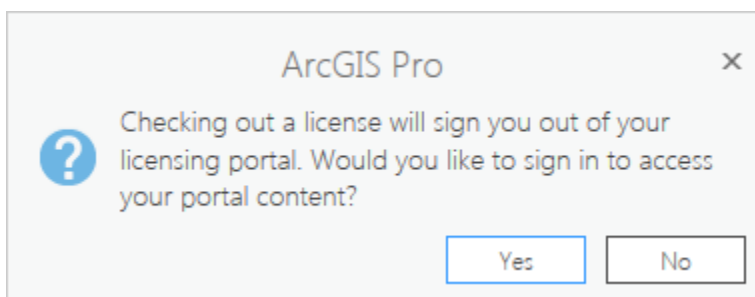 ArcGIS Pro
Checking out a license will sign you out of your
licensing portal. Would you like to sign in to access
your portal content?
Yes No